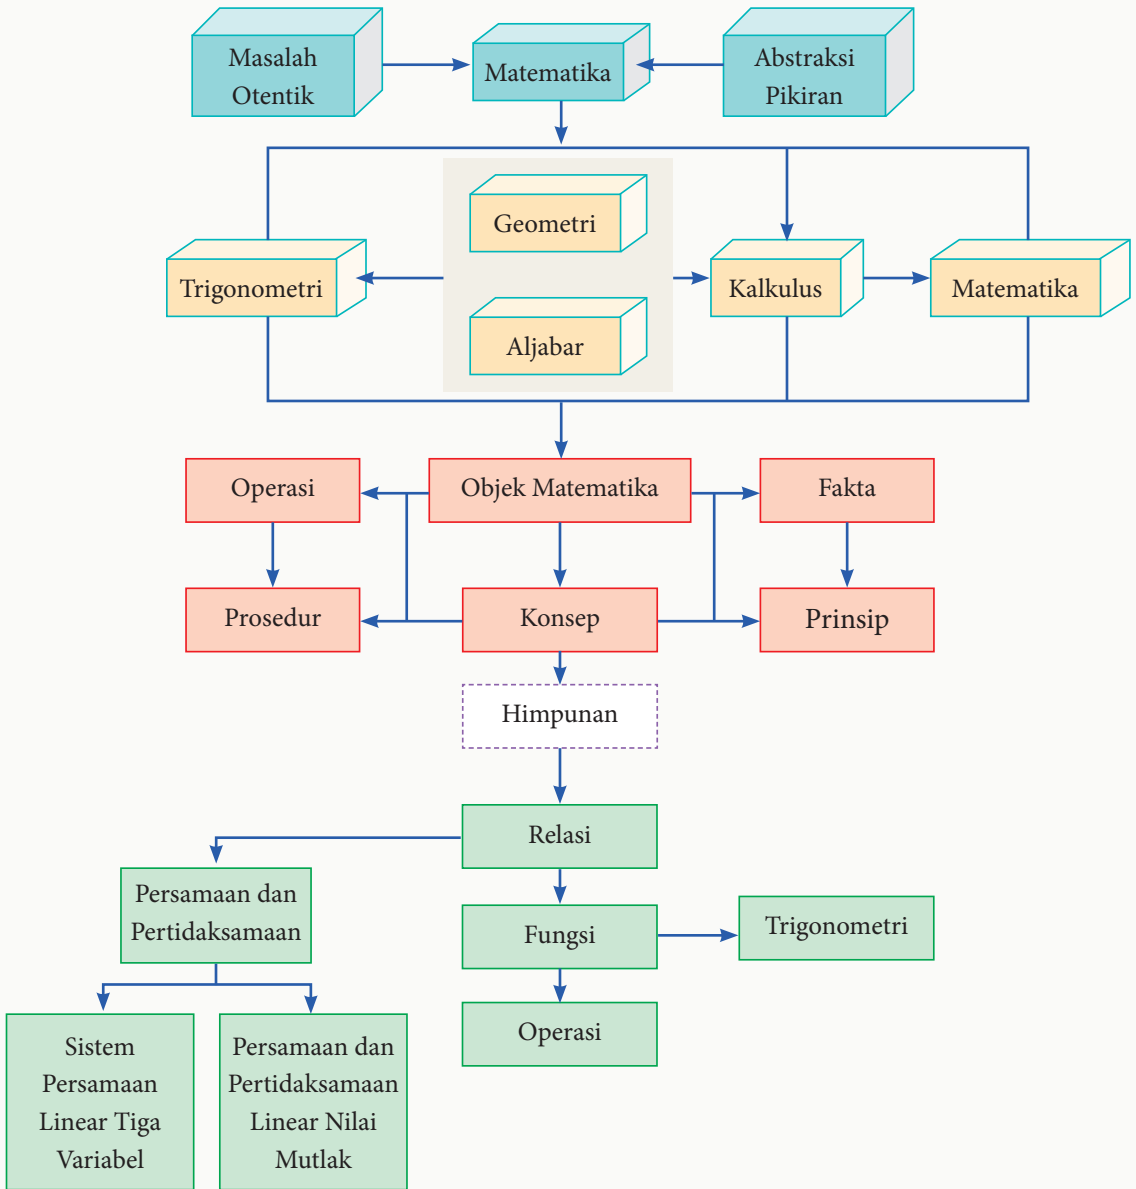 Masalah
Otentik
Matematika
Abstraksi
Pikiran
Geometri
Trigonometri
Kalkulus
Matematika
Aljabar
Operasi
Objek Matematika
Fakta
Prosedur
Konsep
Prinsip
Himpunan
Relasi
Persamaan dan
Pertidaksamaan
Fungsi
Trigonometri
Operasi
Sistem
Persamaan
Linear Tiga
Variabel
Persamaan dan
Pertidaksamaan
Linear Nilai
Mutlak